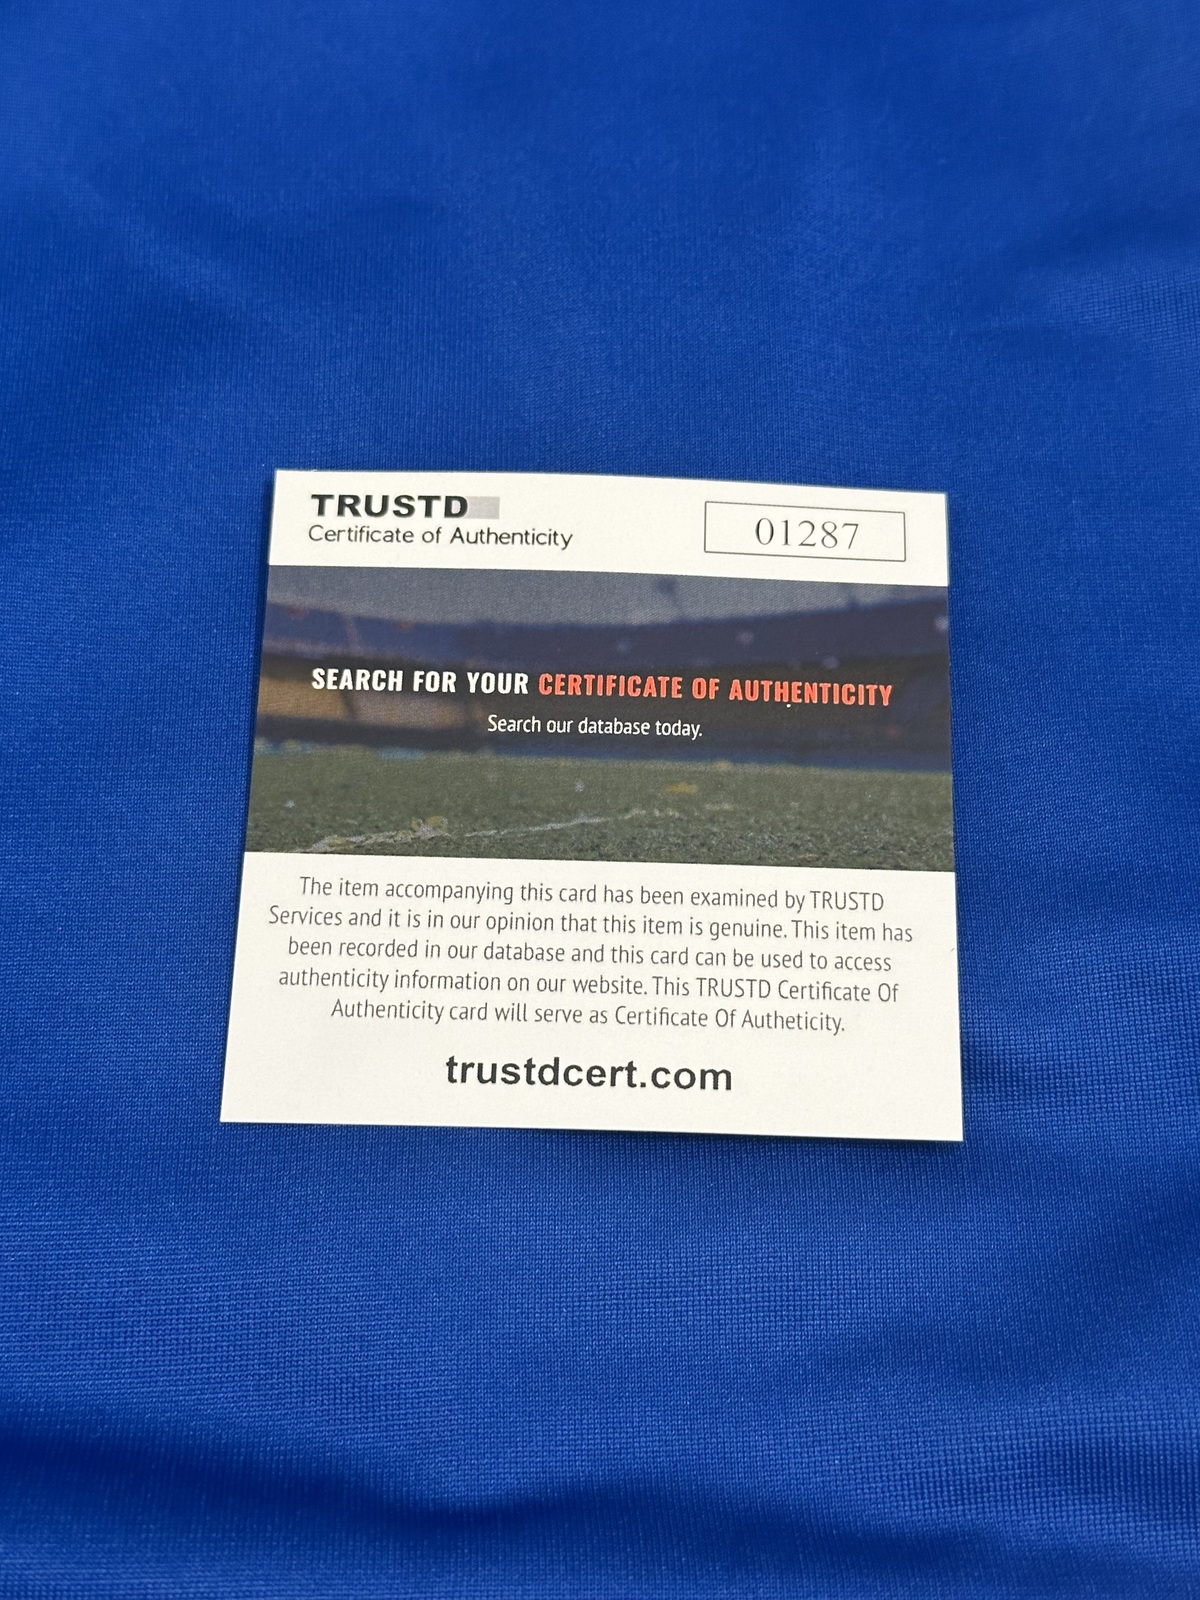 TRUSTD
Certificate of Authenticity
01287
SEARCH FOR YOUR CERTIFICATE OF AUTHENTICITY
Search our database today.
The item accompanying this card has been examined by TRUSTD
Services and it is in our opinion that this item is genuine. This item has
been recorded in our database and this card can be used to access
authenticity information on our website. This TRUSTD Certificate Of
Authenticity card will serve as Certificate Of Autheticity.
trustdcert.com